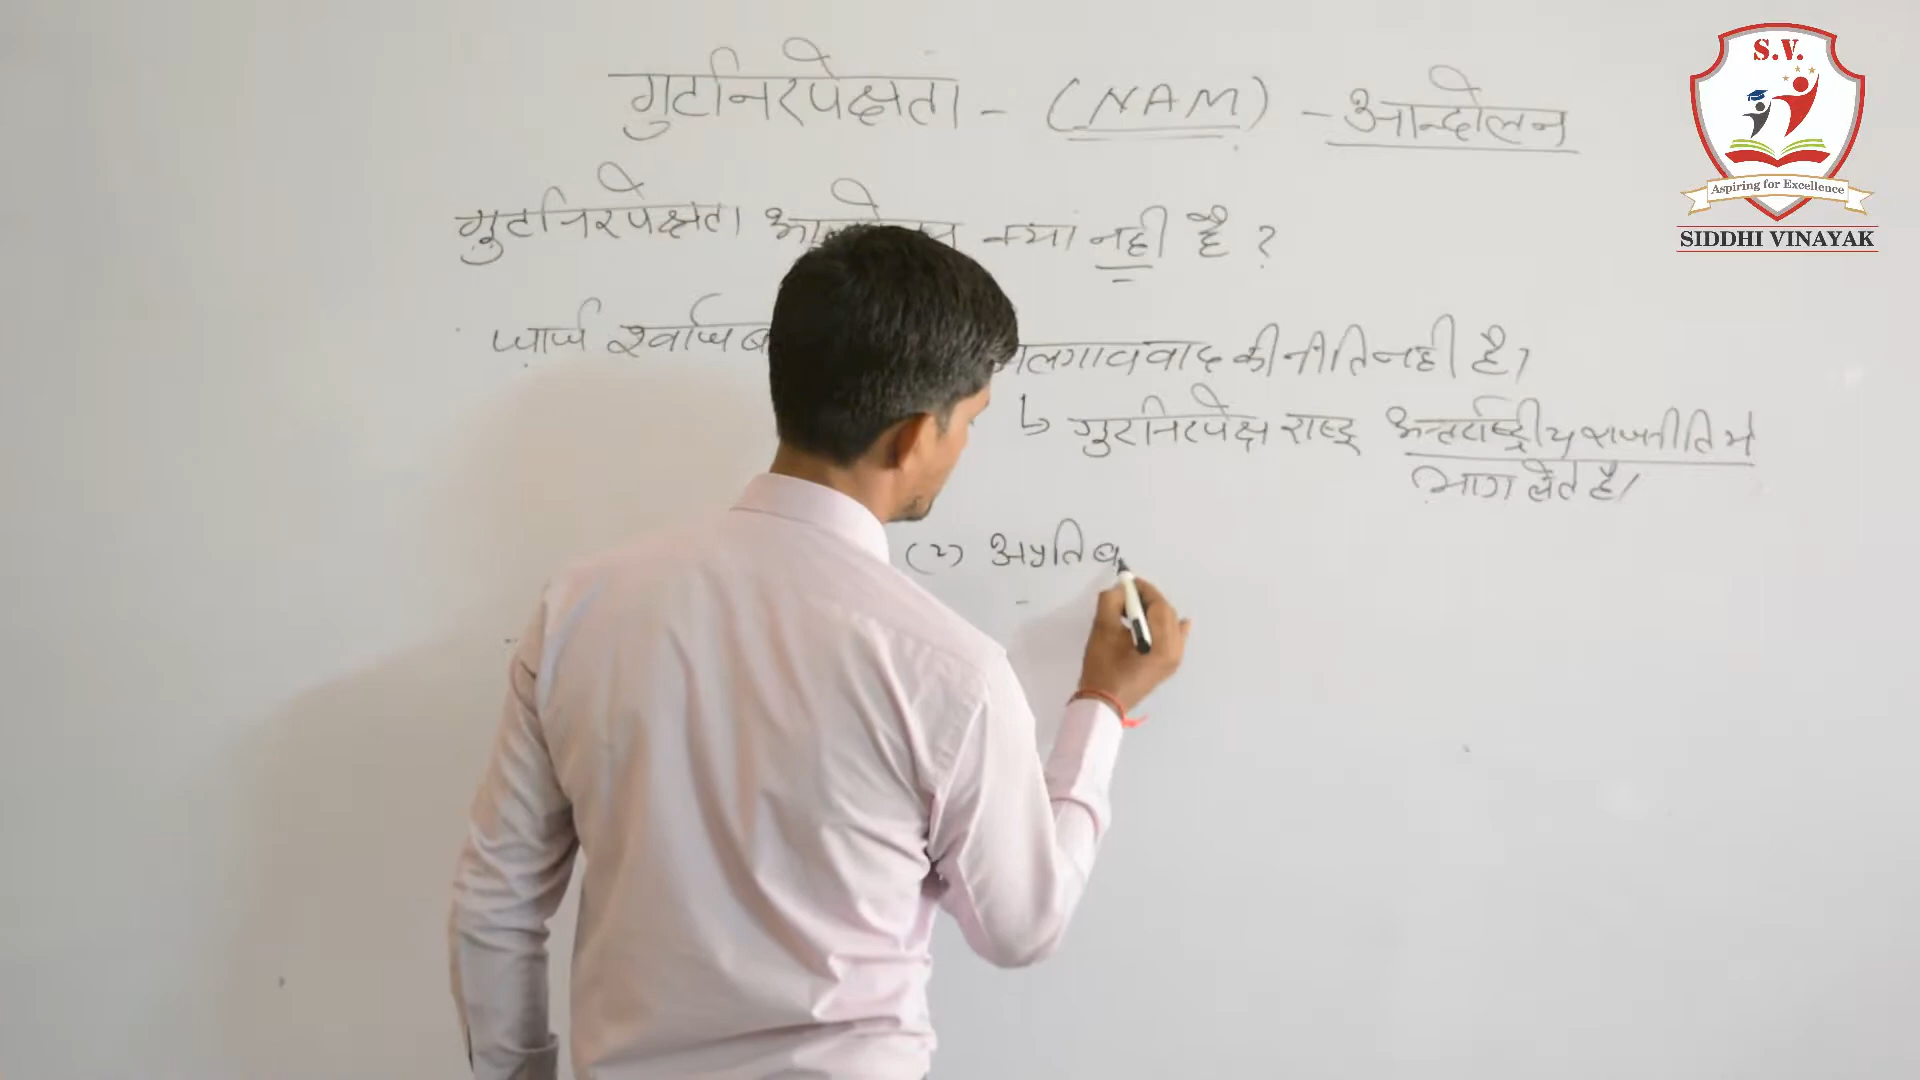 गुटनिरपेक्षता - (NAM) - आन्दोलन
गुटनिरपेक्षता क्या नही है ?
अलगाववाद की नीति नही है।
↳ गुटनिरपेक्ष राष्ट्र अन्तर्राष्ट्रीय राजनीति मे
भाग लेते है।
(2) अप्रतिब
S.V.
Aspiring for Excellence
SIDDHI VINAYAK